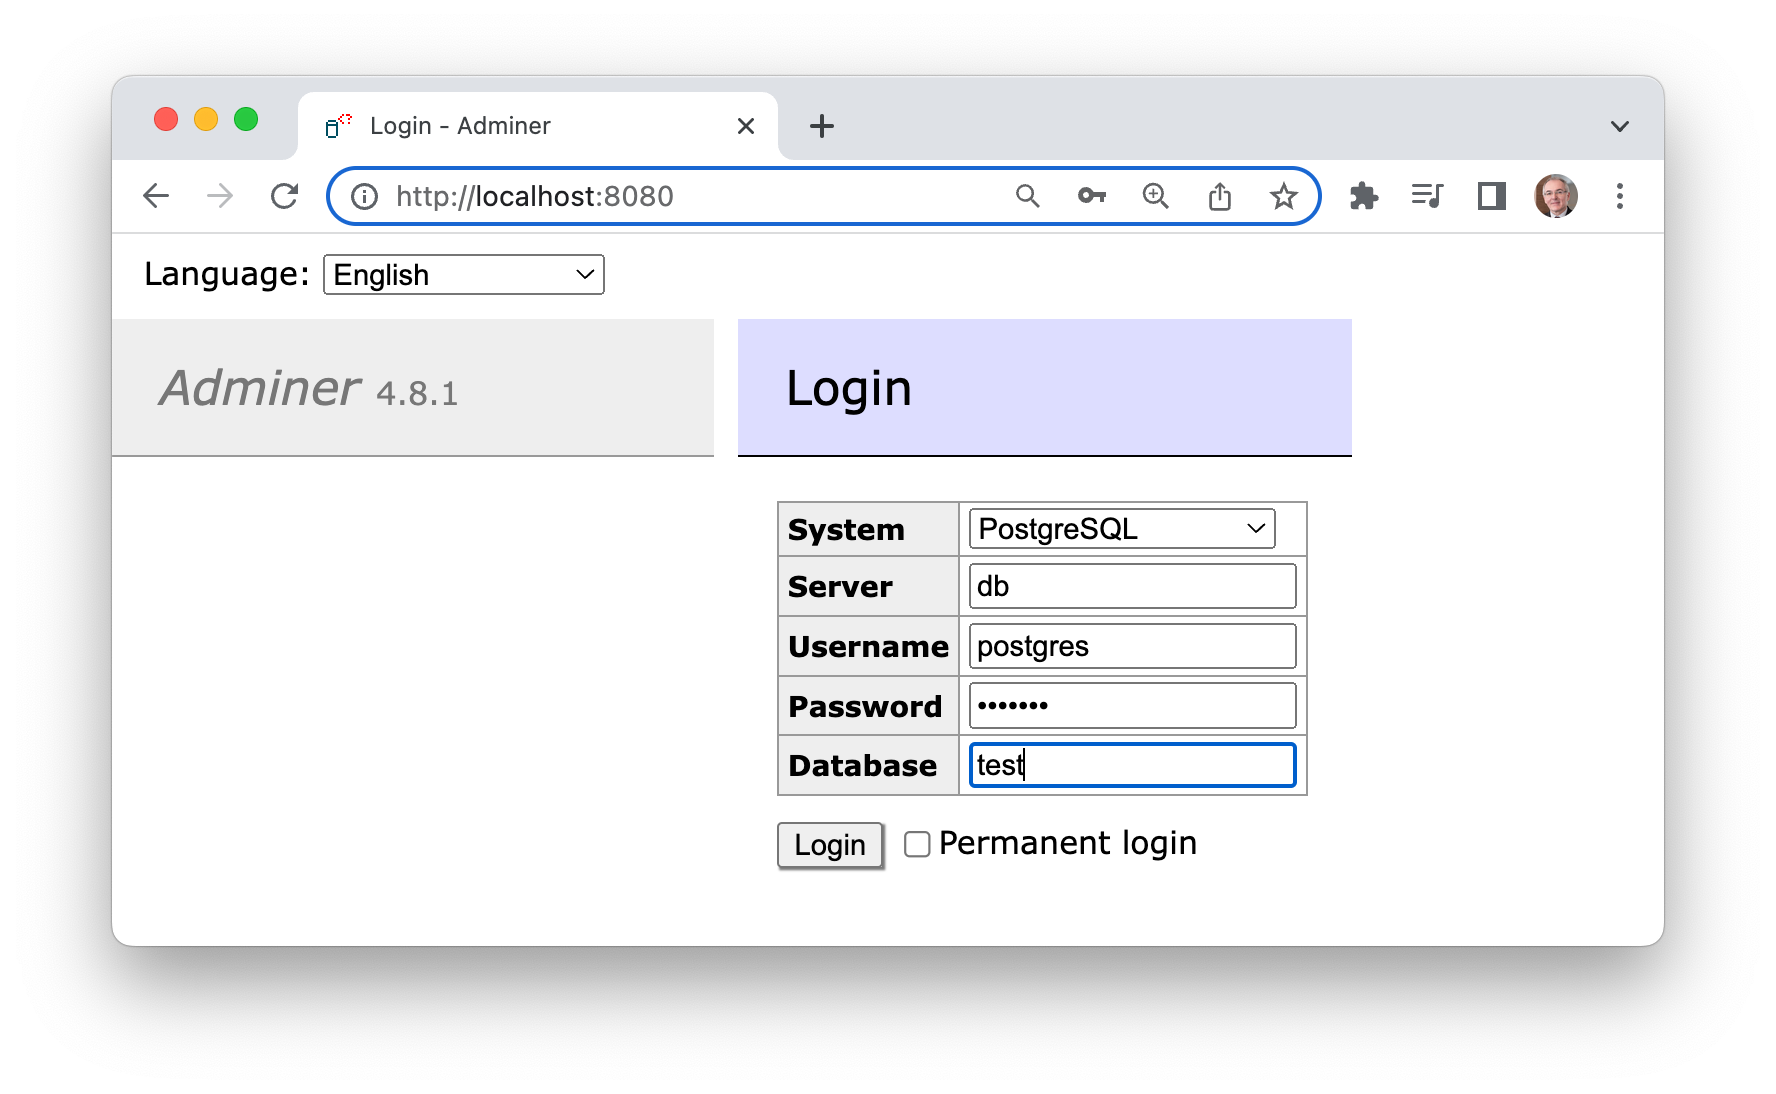 Login - Adminer
http://localhost:8080
Language: English
Adminer 4.8.1
Login
System PostgreSQL
Server db
Username postgres
Password •••••••
Database test
Login Permanent login